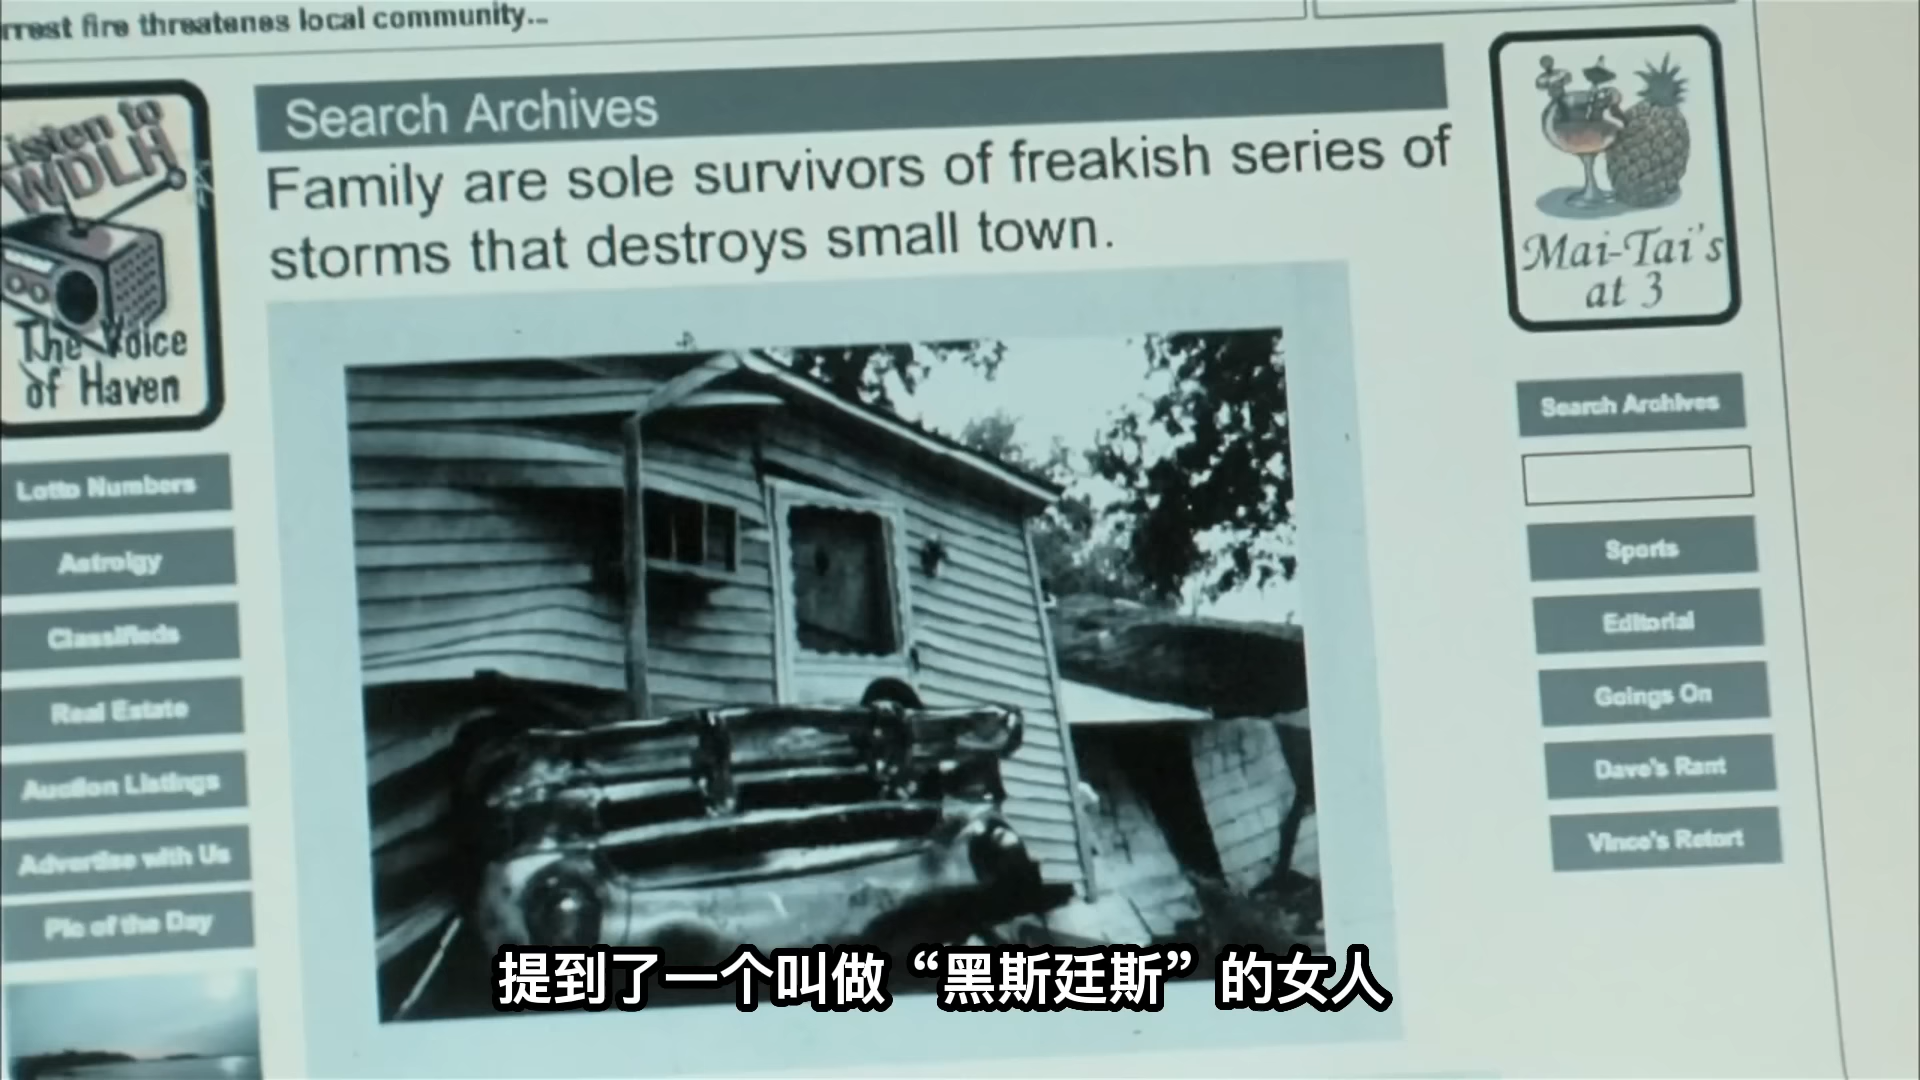 rrest fire threatenes local community...
Listen to
WDLH
The Voice
of Haven
Search Archives
Family are sole survivors of freakish series of
storms that destroys small town.
Mai-Tai's
at 3
Lotto Numbers
Astrolgy
Classifieds
Real Estate
Auction Listings
Advertise with Us
Pic of the Day
Search Archives
Sports
Editorial
Goings On
Dave's Rant
Vince's Retort
提到了一个叫做“黑斯廷斯”的女人